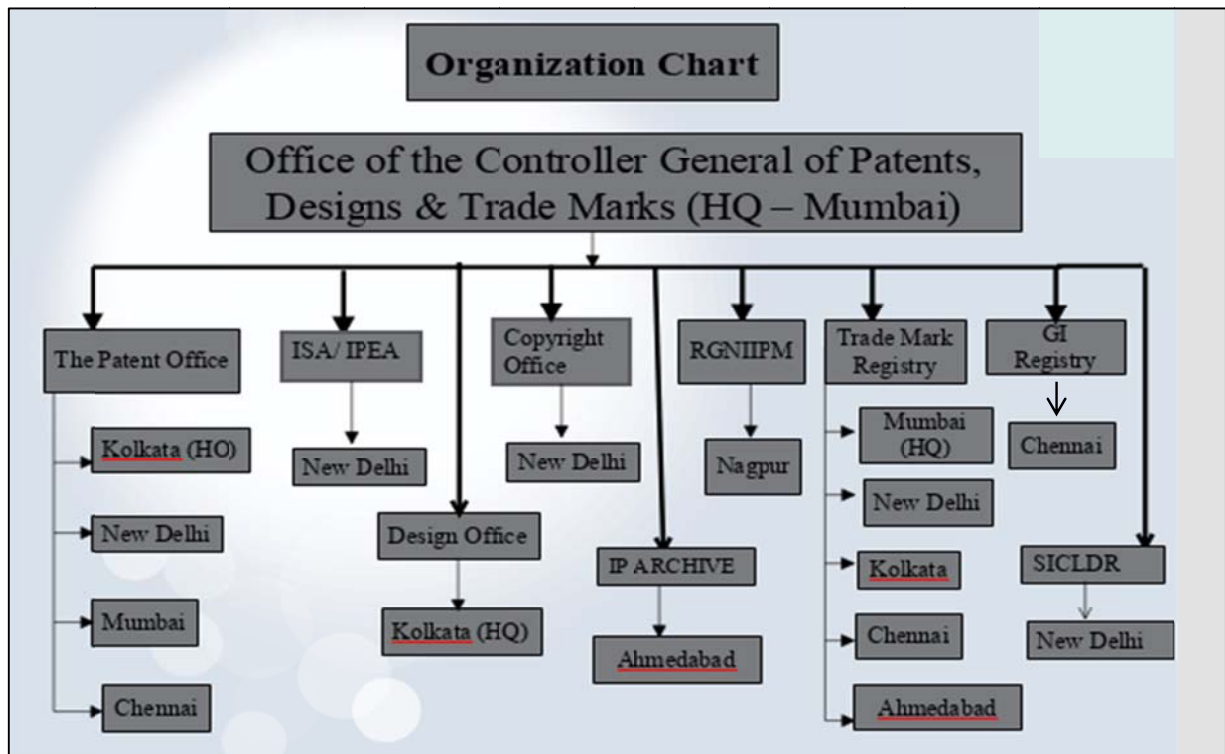 Organization Chart
Office of the Controller General of Patents,
Designs & Trade Marks (HQ – Mumbai)
The Patent Office
Kolkata (HO)
New Delhi
Mumbai
Chennai
ISA/ IPEA
New Delhi
Design Office
Kolkata (HQ)
Copyright
Office
New Delhi
IP ARCHIVE
Ahmedabad
RGNIIPM
Nagpur
Trade Mark
Registry
Mumbai
(HQ)
New Delhi
Kolkata
Chennai
Ahmedabad
GI
Registry
Chennai
SICLDR
New Delhi